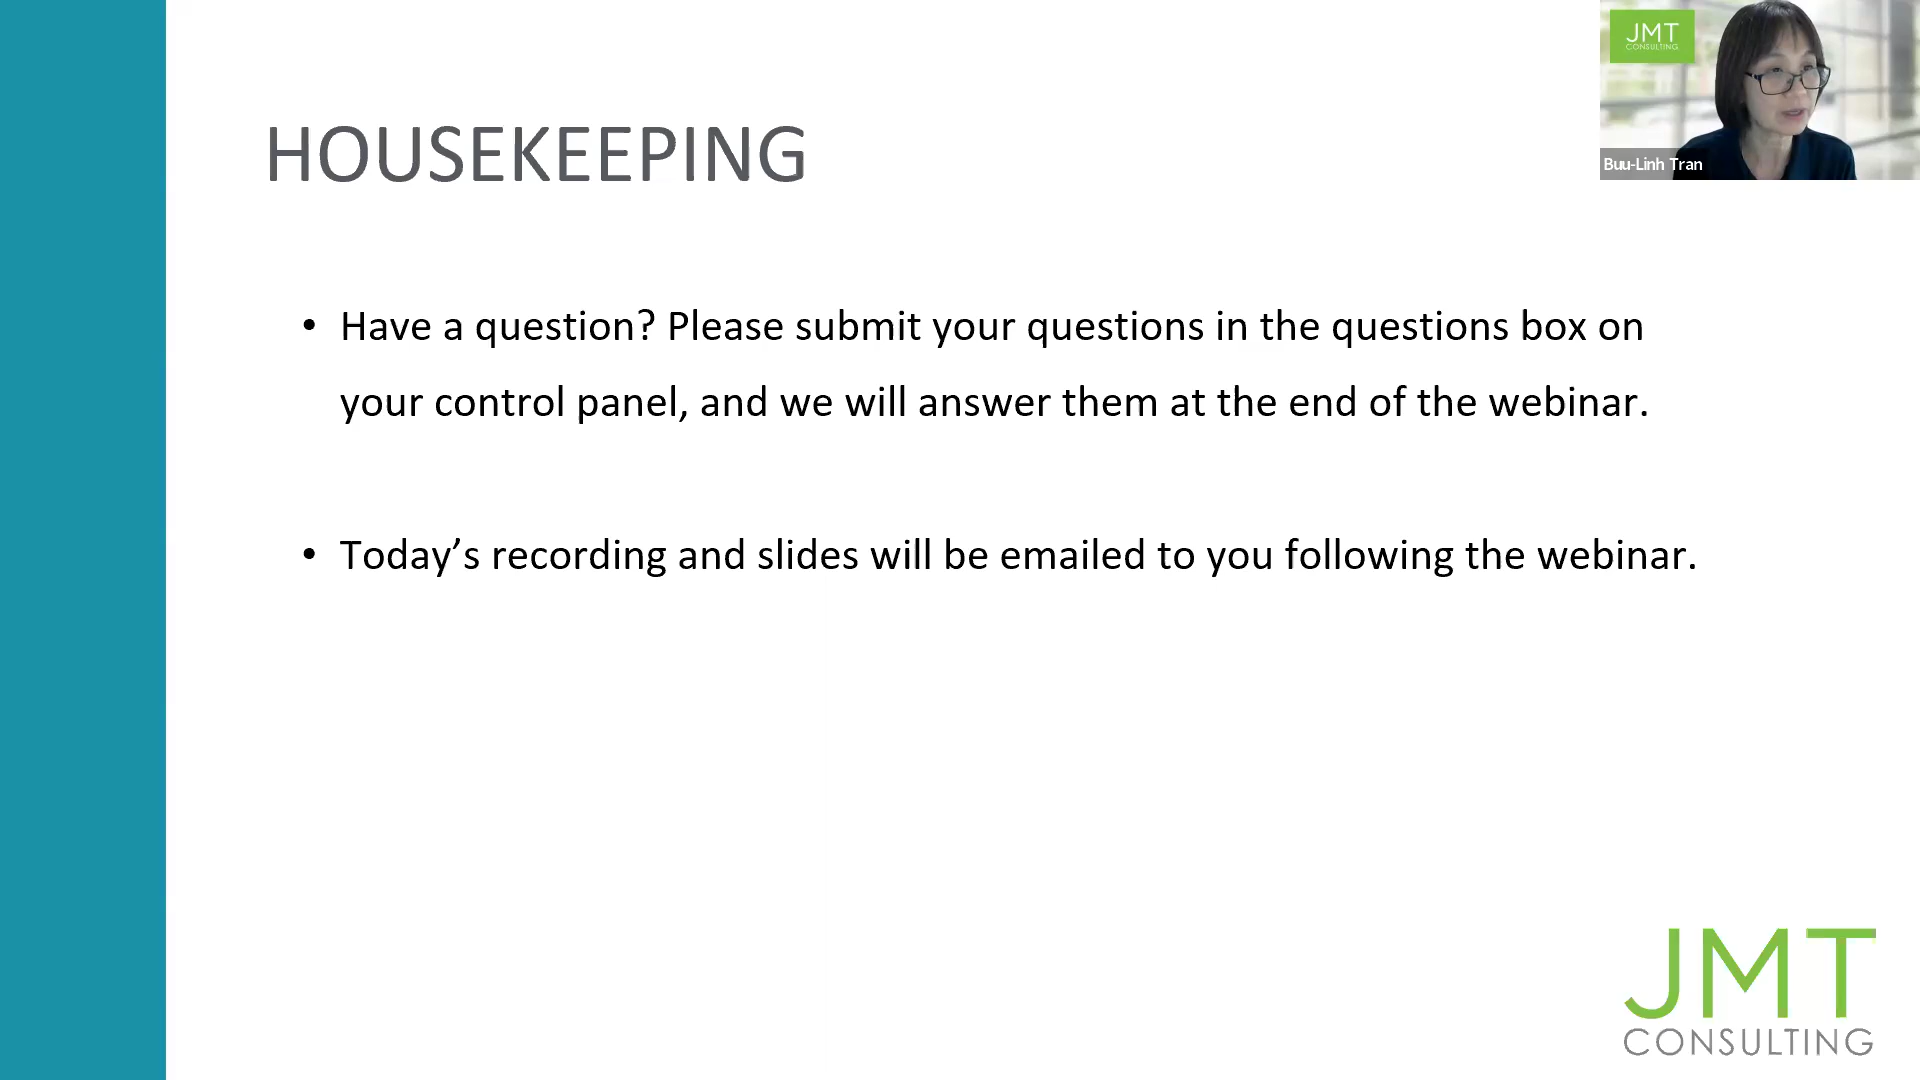 JMT
CONSULTING
Buu-Linh Tran
HOUSEKEEPING
• Have a question? Please submit your questions in the questions box on
your control panel, and we will answer them at the end of the webinar.
• Today’s recording and slides will be emailed to you following the webinar.
JMT
CONSULTING